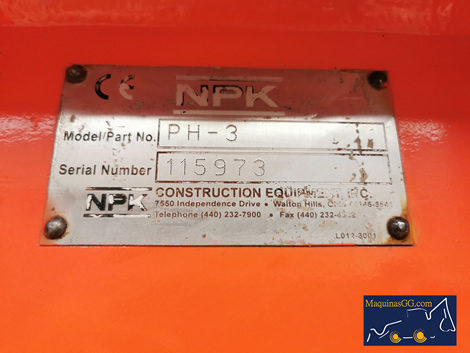 CE NPK
Model/Part No. PH-3
Serial Number 115973
NPK CONSTRUCTION EQUIPMENT, INC.
7550 Independence Drive • Walton Hills,
Telephone (440) 232-7900 • Fax (440)
L017-3001
MaquinasGG.com